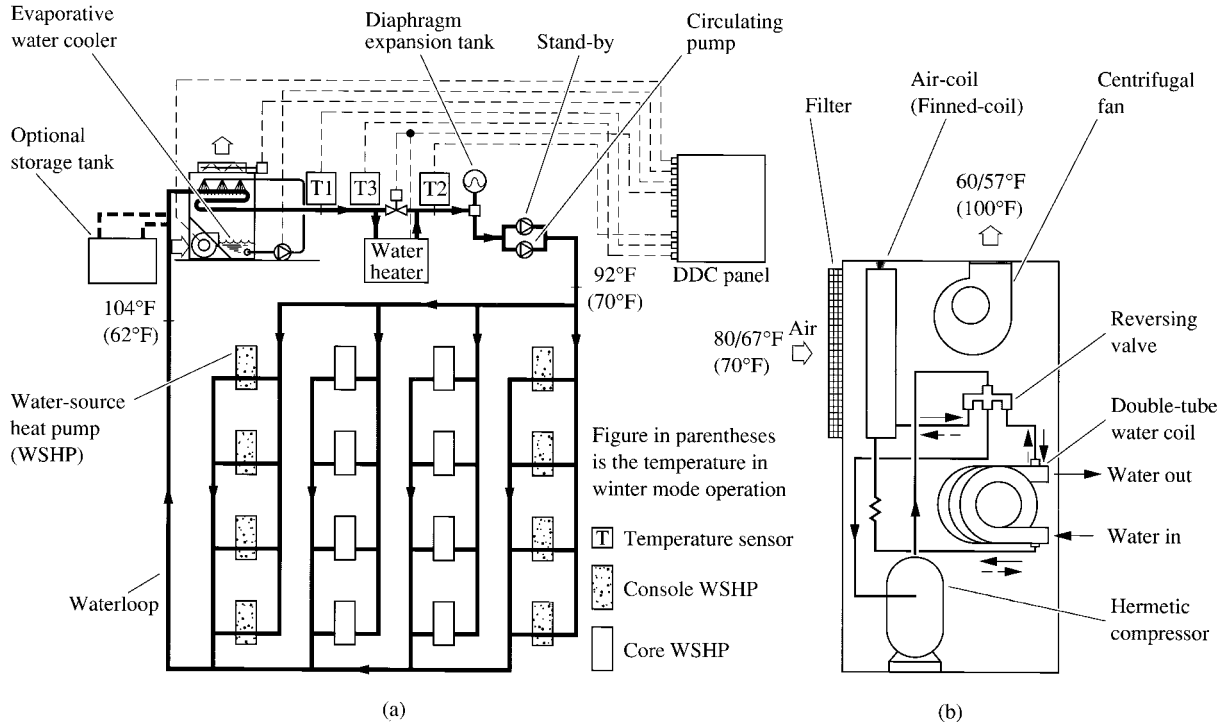 Evaporative
water cooler
Diaphragm
expansion tank
Stand-by
Circulating
pump
Optional
storage tank
T1
T3
T2
Water
heater
DDC panel
104°F
(62°F)
92°F
(70°F)
Water-source
heat pump
(WSHP)
Waterloop
Figure in parentheses
is the temperature in
winter mode operation
T Temperature sensor
Console WSHP
Core WSHP
(a)
Filter
Air-coil
(Finned-coil)
Centrifugal
fan
60/57°F
(100°F)
80/67°F
(70°F)
Air
Reversing
valve
Double-tube
water coil
Water out
Water in
Hermetic
compressor
(b)